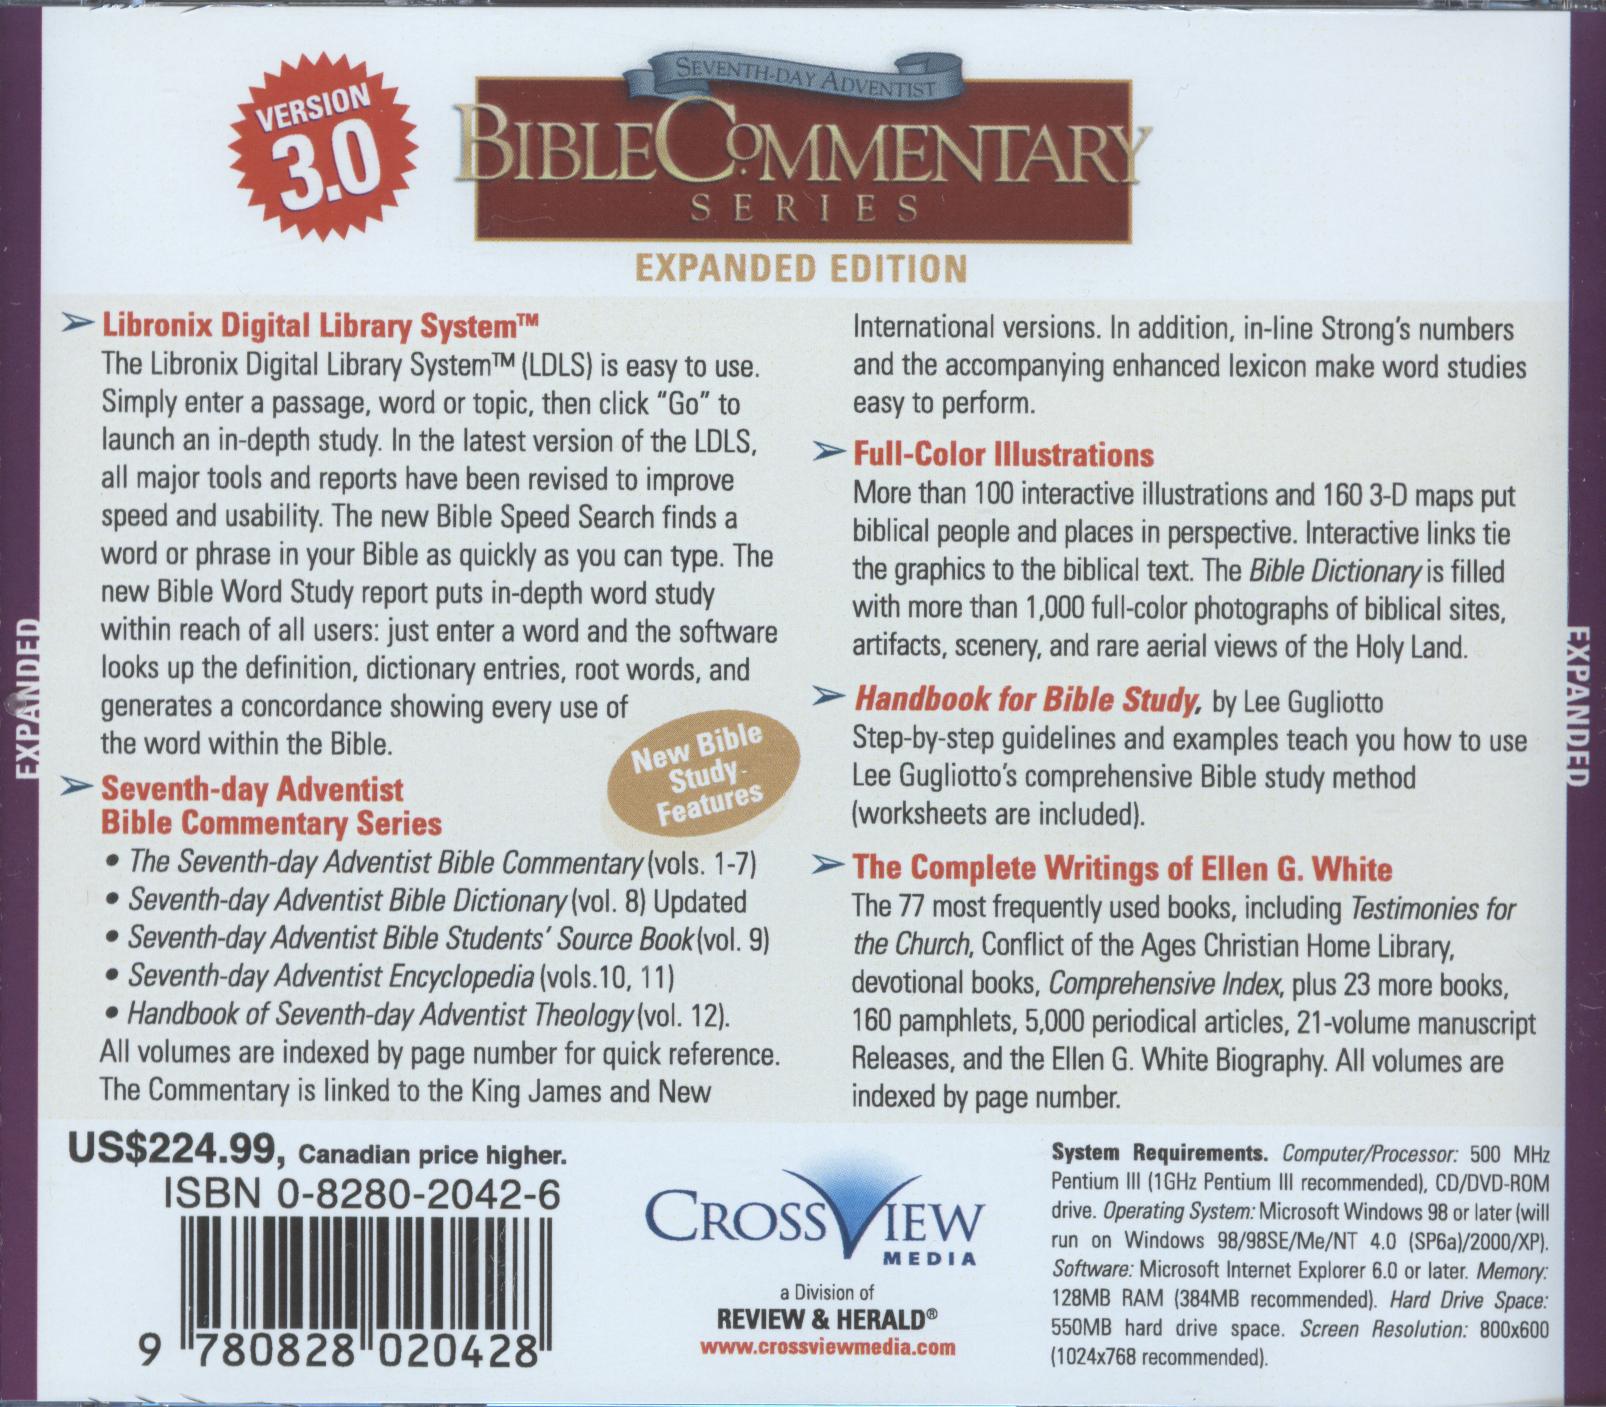 VERSION
3.0
SEVENTH-DAY ADVENTIST
BIBLE COMMENTARY
SERIES
EXPANDED EDITION
EXPANDED
➢ Libronix Digital Library System™
The Libronix Digital Library System™ (LDLS) is easy to use.
Simply enter a passage, word or topic, then click “Go” to
launch an in-depth study. In the latest version of the LDLS,
all major tools and reports have been revised to improve
speed and usability. The new Bible Speed Search finds a
word or phrase in your Bible as quickly as you can type. The
new Bible Word Study report puts in-depth word study
within reach of all users: just enter a word and the software
looks up the definition, dictionary entries, root words, and
generates a concordance showing every use of
the word within the Bible.
New Bible
Study
Features
➢ Seventh-day Adventist
Bible Commentary Series
• The Seventh-day Adventist Bible Commentary (vols. 1-7)
• Seventh-day Adventist Bible Dictionary (vol. 8) Updated
• Seventh-day Adventist Bible Students’ Source Book (vol. 9)
• Seventh-day Adventist Encyclopedia (vols.10, 11)
• Handbook of Seventh-day Adventist Theology (vol. 12).
All volumes are indexed by page number for quick reference.
The Commentary is linked to the King James and New
International versions. In addition, in-line Strong’s numbers
and the accompanying enhanced lexicon make word studies
easy to perform.
➢ Full-Color Illustrations
More than 100 interactive illustrations and 160 3-D maps put
biblical people and places in perspective. Interactive links tie
the graphics to the biblical text. The Bible Dictionary is filled
with more than 1,000 full-color photographs of biblical sites,
artifacts, scenery, and rare aerial views of the Holy Land.
➢ Handbook for Bible Study, by Lee Gugliotto
Step-by-step guidelines and examples teach you how to use
Lee Gugliotto’s comprehensive Bible study method
(worksheets are included).
➢ The Complete Writings of Ellen G. White
The 77 most frequently used books, including Testimonies for
the Church, Conflict of the Ages Christian Home Library,
devotional books, Comprehensive Index, plus 23 more books,
160 pamphlets, 5,000 periodical articles, 21-volume manuscript
Releases, and the Ellen G. White Biography. All volumes are
indexed by page number.
EXPANDED
US$224.99, Canadian price higher.
ISBN 0-8280-2042-6
9 780828 020428
CROSSVIEW
MEDIA
a Division of
REVIEW & HERALD®
www.crossviewmedia.com
System Requirements. Computer/Processor: 500 MHz
Pentium III (1GHz Pentium III recommended), CD/DVD-ROM
drive. Operating System: Microsoft Windows 98 or later (will
run on Windows 98/98SE/Me/NT 4.0 (SP6a)/2000/XP).
Software: Microsoft Internet Explorer 6.0 or later. Memory:
128MB RAM (384MB recommended). Hard Drive Space:
550MB hard drive space. Screen Resolution: 800x600
(1024x768 recommended).